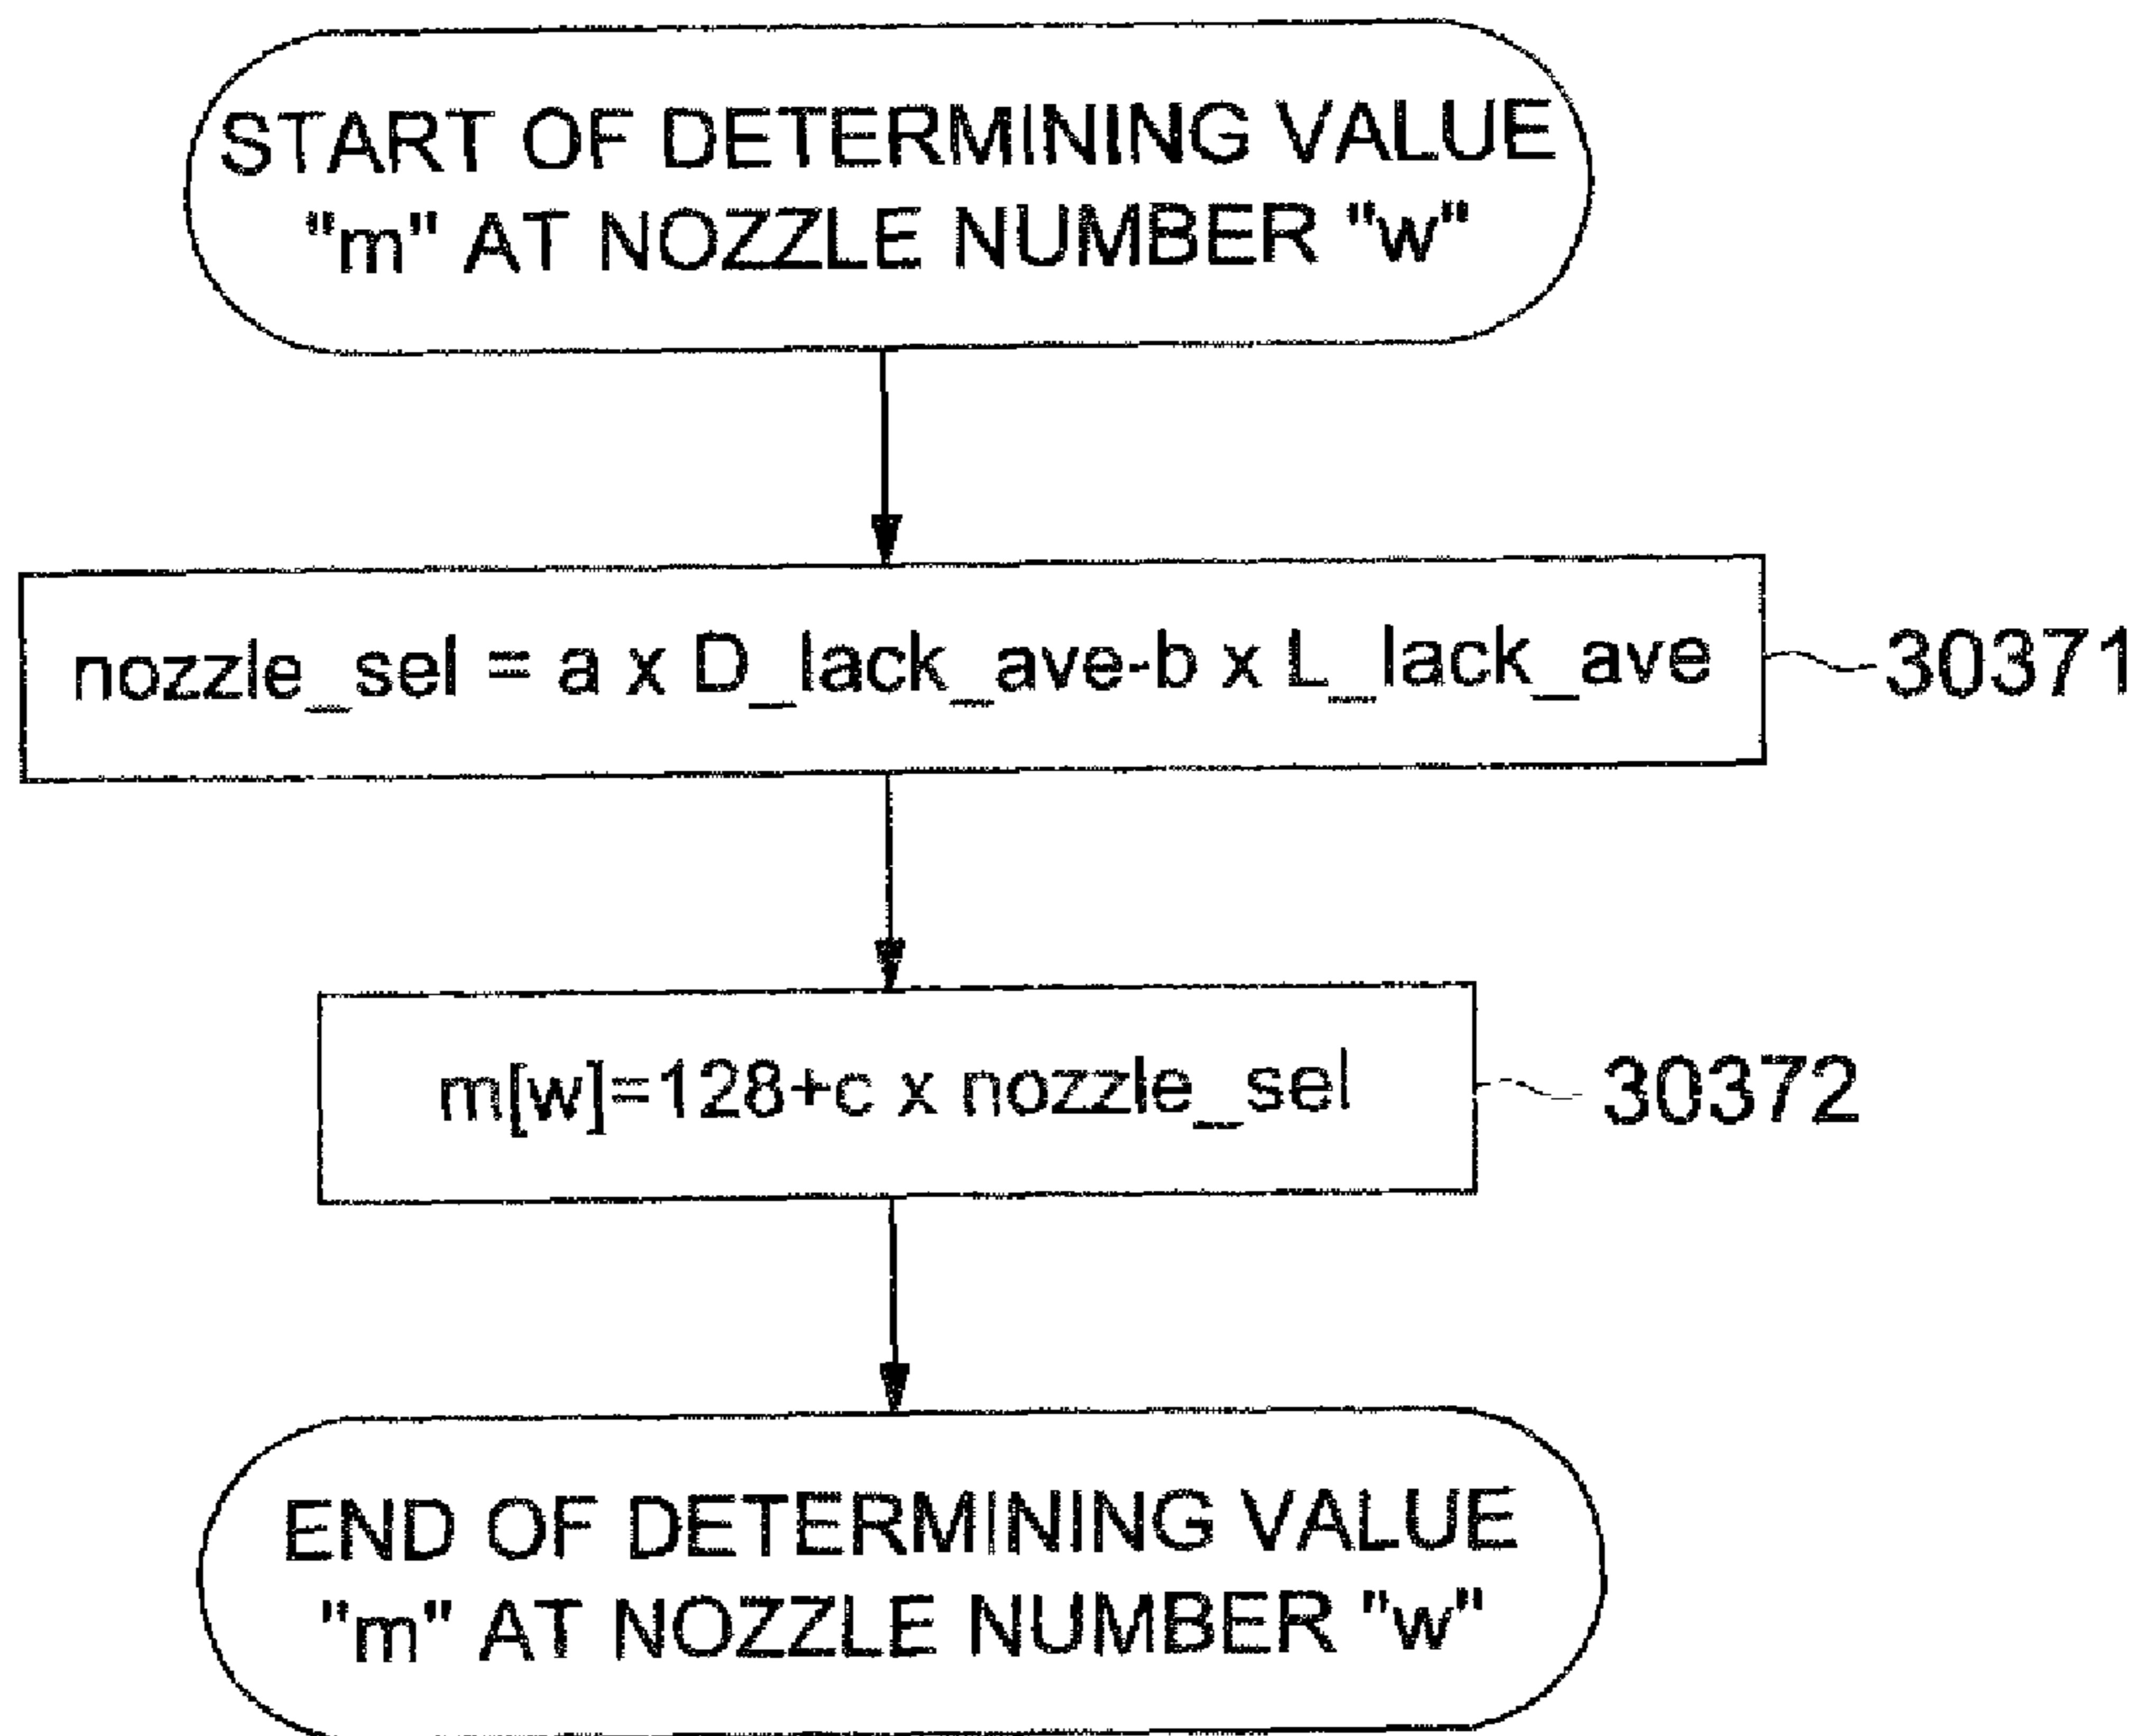 START OF DETERMINING VALUE
"m" AT NOZZLE NUMBER "w"
nozzle_sel = a x D_lack_ave-b x L_lack_ave
30371
m[w]=128+c x nozzle_sel
30372
END OF DETERMINING VALUE
"m" AT NOZZLE NUMBER "w"